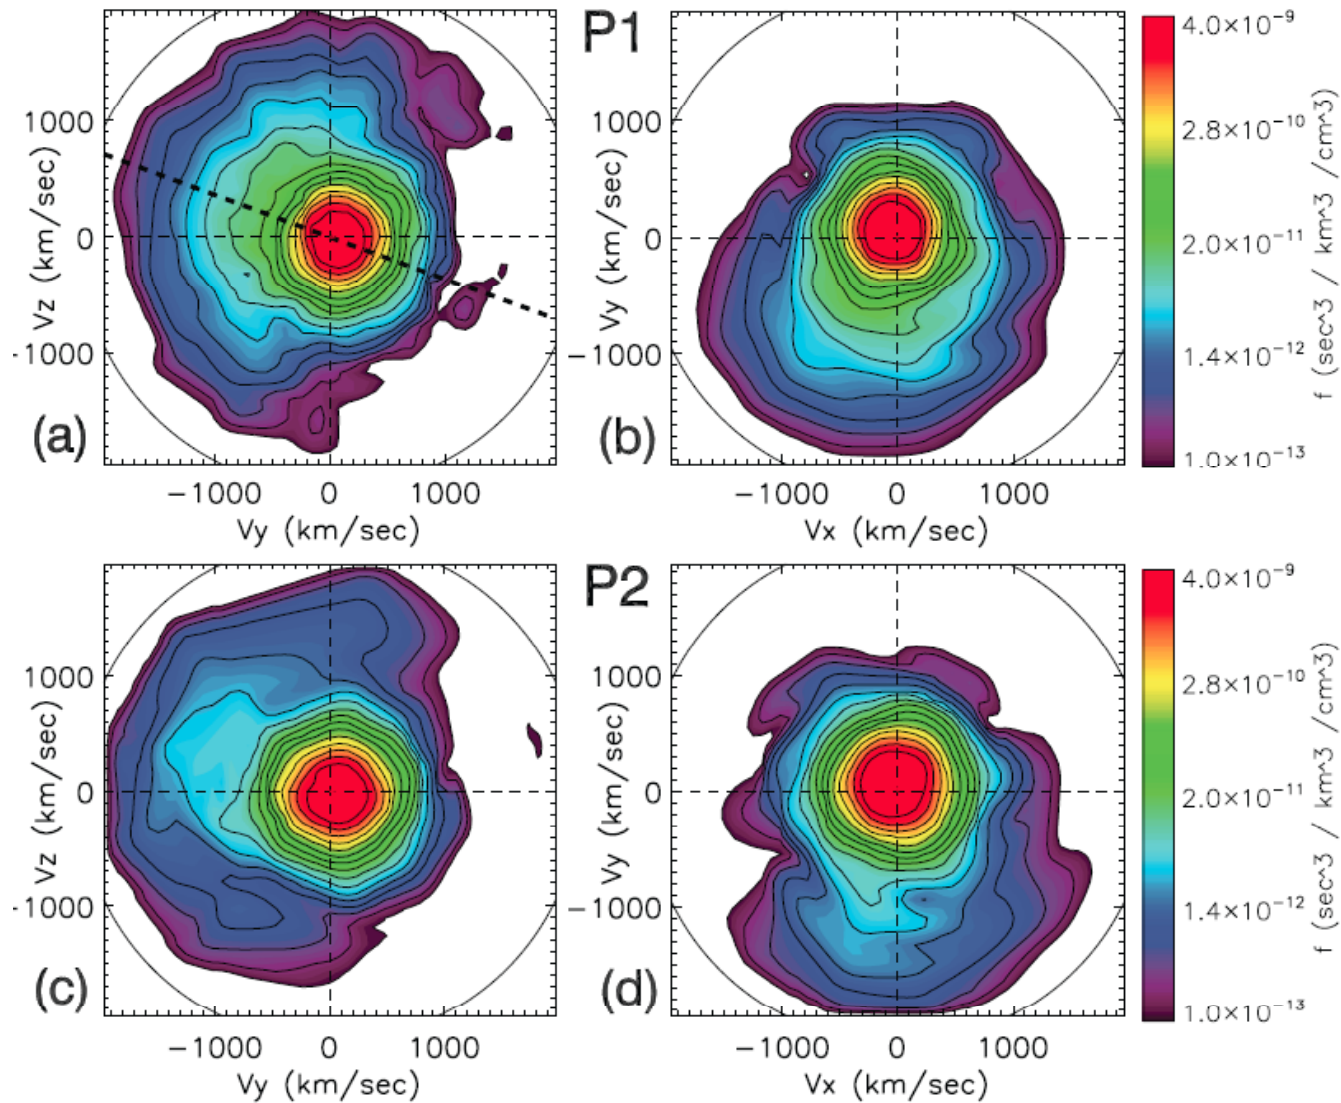 P1
1000
0
-1000
Vz (km/sec)
(a)
-1000 0 1000
Vy (km/sec)
1000
0
-1000
Vy (km/sec)
(b)
-1000 0 1000
Vx (km/sec)
4.0×10^-9
2.8×10^-10
2.0×10^-11
1.4×10^-12
1.0×10^-13
f (sec^3 / km^3 /cm^3)
P2
1000
0
-1000
Vz (km/sec)
(c)
-1000 0 1000
Vy (km/sec)
1000
0
-1000
Vy (km/sec)
(d)
-1000 0 1000
Vx (km/sec)
4.0×10^-9
2.8×10^-10
2.0×10^-11
1.4×10^-12
1.0×10^-13
f (sec^3 / km^3 /cm^3)